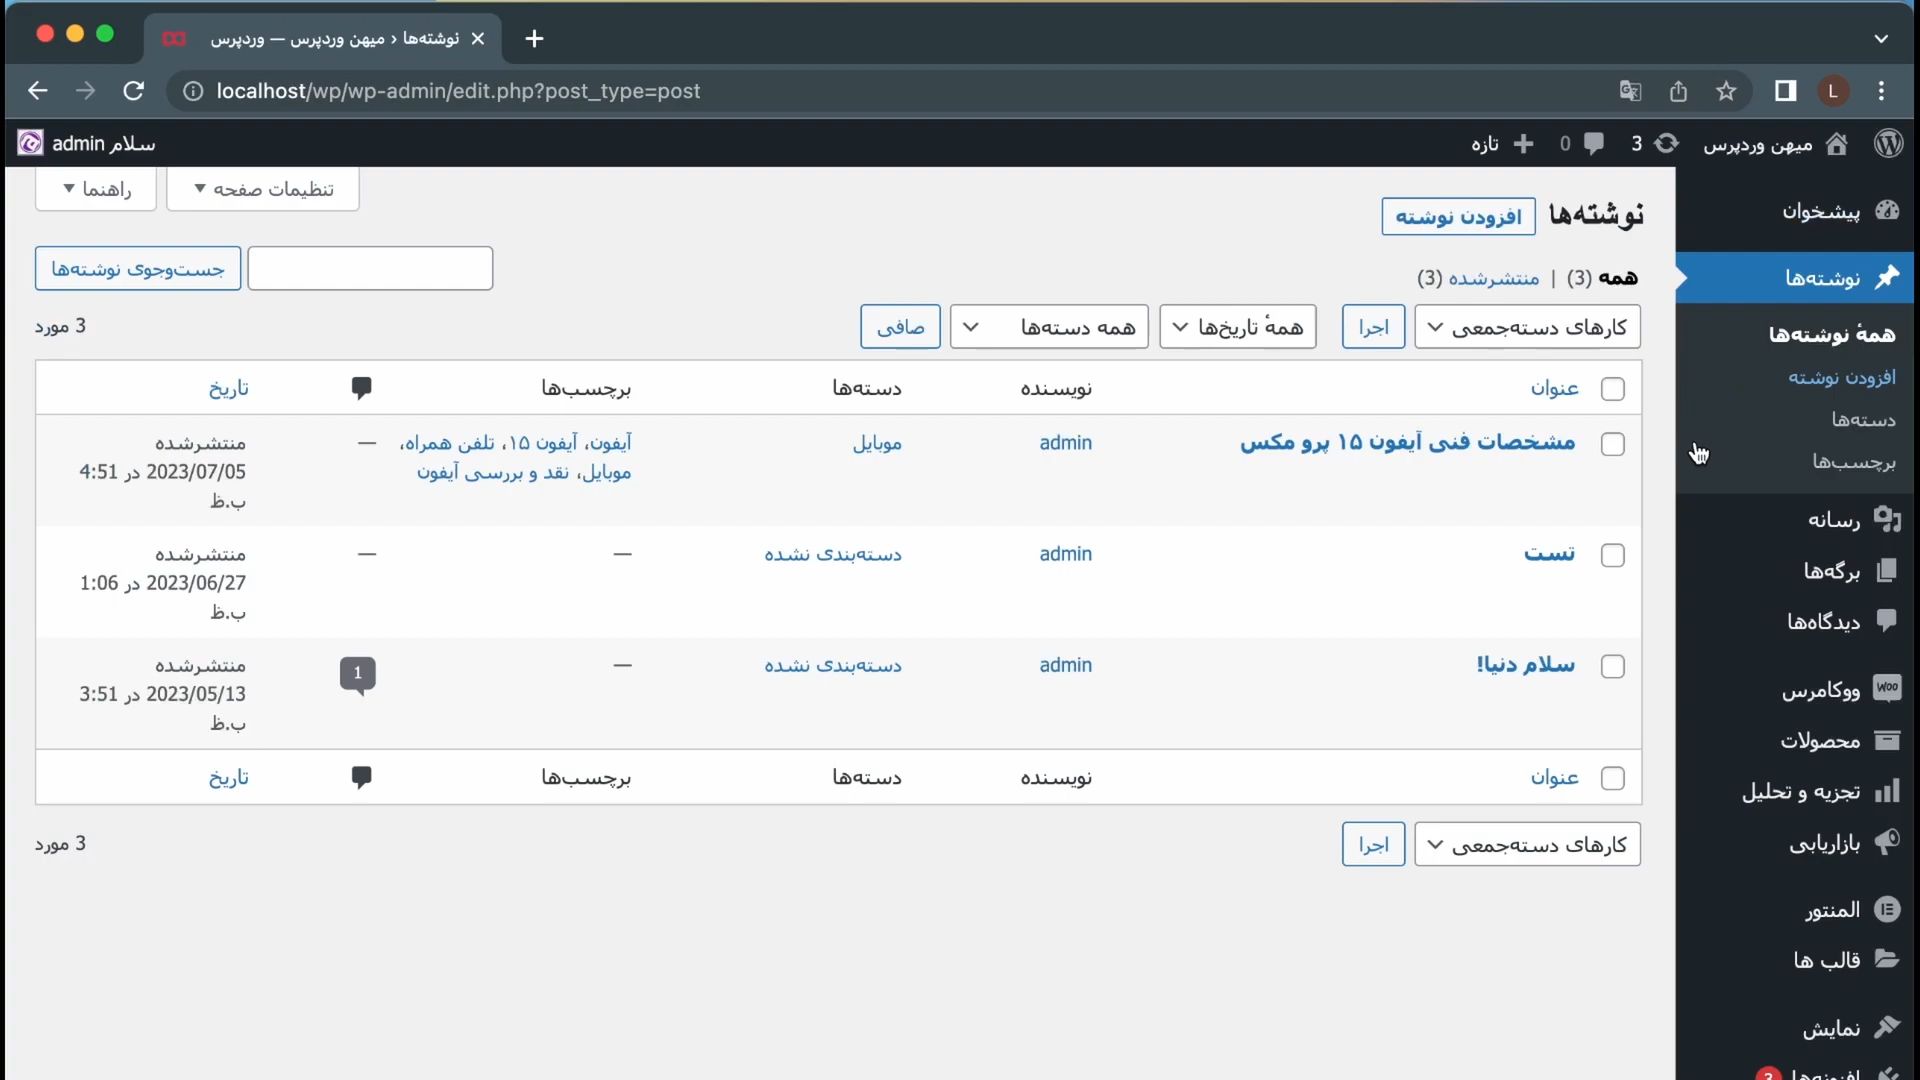 نوشته‌ها ‹ میهن وردپرس — وردپرس
localhost/wp/wp-admin/edit.php?post_type=post
L
میهن وردپرس
3
0
تازه
سلام admin
پیشخوان
نوشته‌ها
همهٔ نوشته‌ها
افزودن نوشته
دسته‌ها
برچسب‌ها
رسانه
برگه‌ها
دیدگاه‌ها
Woo
ووکامرس
محصولات
تجزیه و تحلیل
بازاریابی
المنتور
قالب ها
نمایش
افزونه‌ها 3
تنظیمات صفحه
راهنما
نوشته‌ها افزودن نوشته
همه (3) | منتشرشده (3)
جست‌وجوی نوشته‌ها
کارهای دسته‌جمعی اجرا همهٔ تاریخ‌ها همه دسته‌ها صافی
3 مورد
عنوان نویسنده دسته‌ها برچسب‌ها تاریخ
مشخصات فنی آیفون ۱۵ پرو مکس
admin
موبایل
آیفون، آیفون ۱۵، تلفن همراه،
موبایل، نقد و بررسی آیفون
—
منتشرشده
2023/07/05 در 4:51
ب.ظ
تست
admin
دسته‌بندی نشده
—
—
منتشرشده
2023/06/27 در 1:06
ب.ظ
سلام دنیا!
admin
دسته‌بندی نشده
—
1
منتشرشده
2023/05/13 در 3:51
ب.ظ
عنوان نویسنده دسته‌ها برچسب‌ها تاریخ
کارهای دسته‌جمعی اجرا
3 مورد